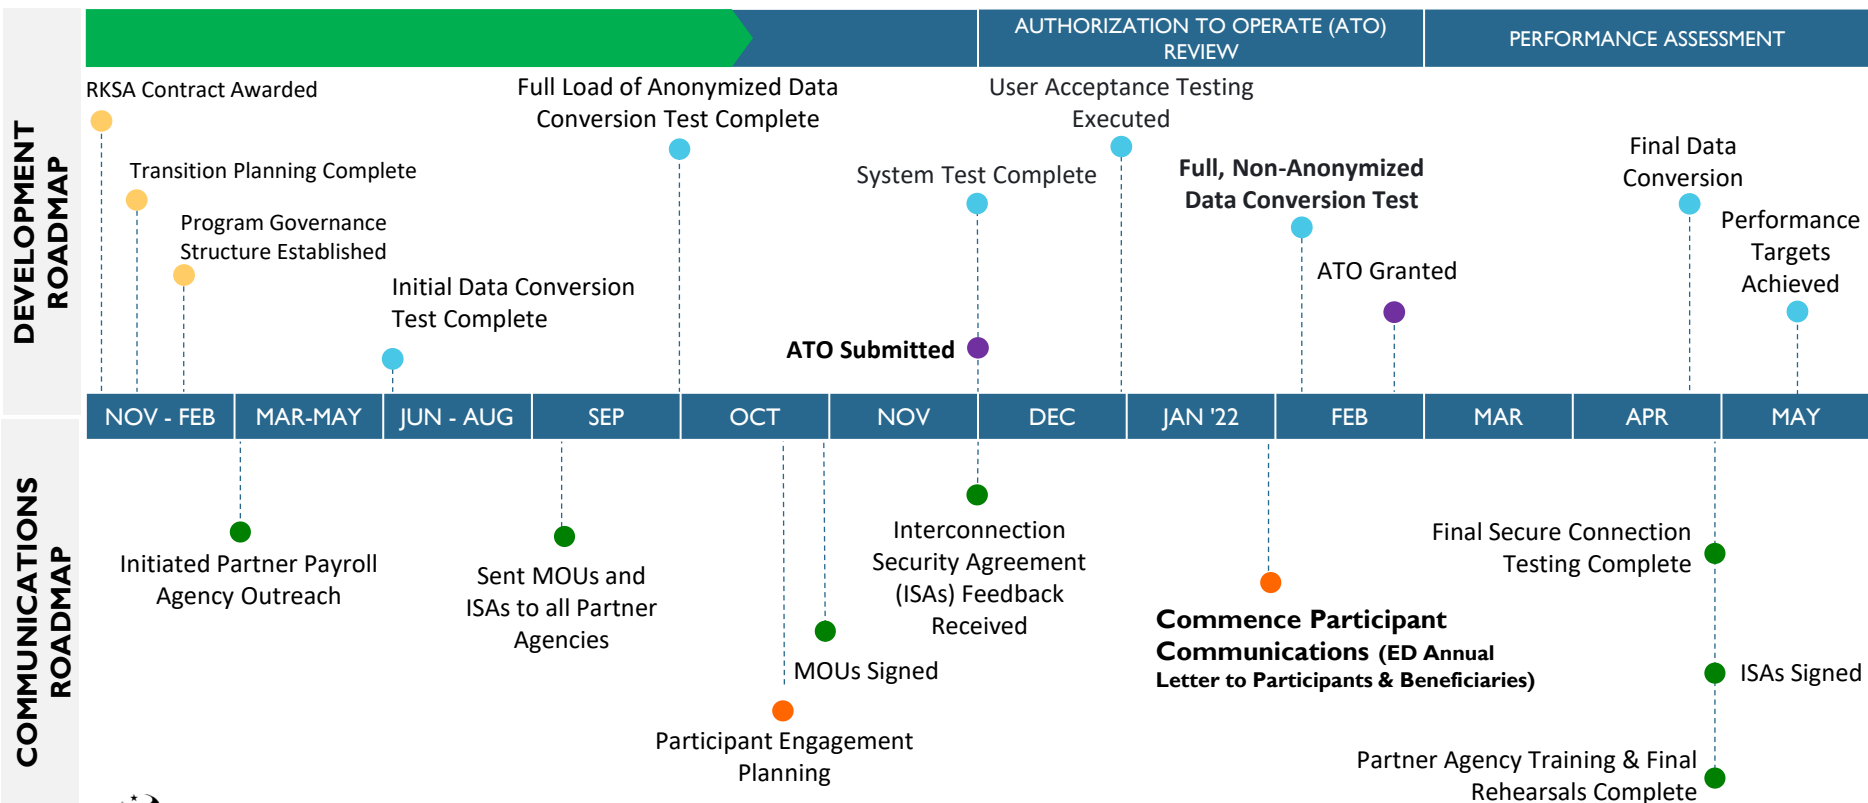 AUTHORIZATION TO OPERATE (ATO)
REVIEW
PERFORMANCE ASSESSMENT
DEVELOPMENT
ROADMAP
RKSA Contract Awarded
Transition Planning Complete
Program Governance
Structure Established
Initial Data Conversion
Test Complete
Full Load of Anonymized Data
Conversion Test Complete
System Test Complete
ATO Submitted
User Acceptance Testing
Executed
Full, Non-Anonymized
Data Conversion Test
ATO Granted
Final Data
Conversion
Performance
Targets
Achieved
NOV - FEB
MAR-MAY
JUN - AUG
SEP
OCT
NOV
DEC
JAN '22
FEB
MAR
APR
MAY
COMMUNICATIONS
ROADMAP
Initiated Partner Payroll
Agency Outreach
Sent MOUs and
ISAs to all Partner
Agencies
Participant Engagement
Planning
MOUs Signed
Interconnection
Security Agreement
(ISAs) Feedback
Received
Commence Participant
Communications (ED Annual
Letter to Participants & Beneficiaries)
Final Secure Connection
Testing Complete
ISAs Signed
Partner Agency Training & Final
Rehearsals Complete